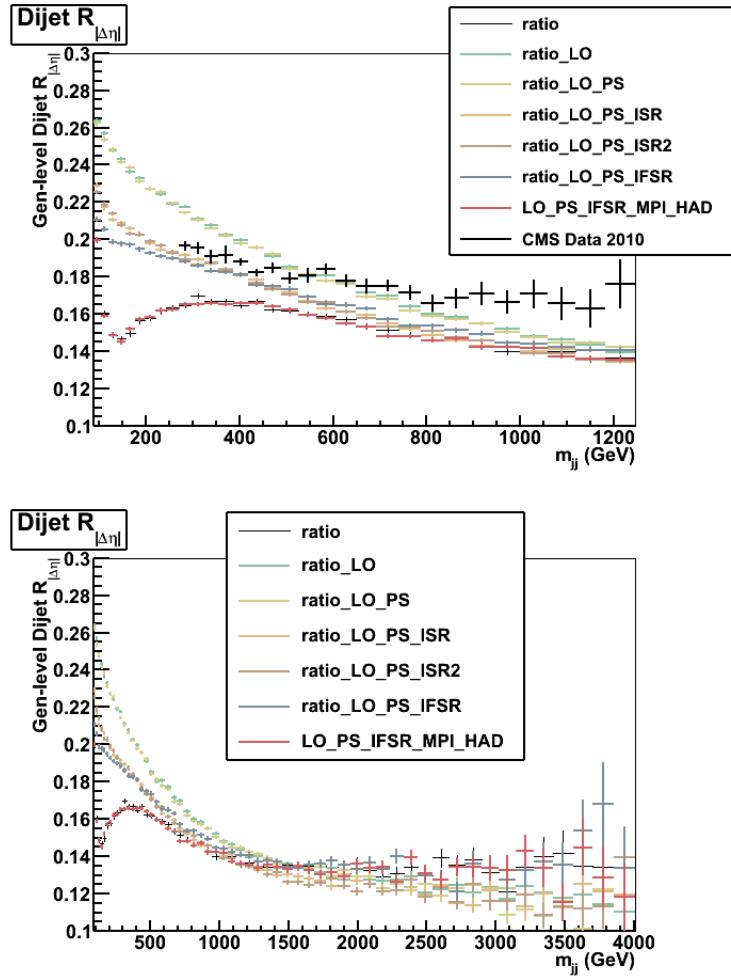 Dijet R|Δη|
Gen-level Dijet R|Δη|
0.3
0.28
0.26
0.24
0.22
0.2
0.18
0.16
0.14
0.12
0.1
ratio
ratio_LO
ratio_LO_PS
ratio_LO_PS_ISR
ratio_LO_PS_ISR2
ratio_LO_PS_IFSR
LO_PS_IFSR_MPI_HAD
CMS Data 2010
200 400 600 800 1000 1200
mjj (GeV)
Dijet R|Δη|
Gen-level Dijet R|Δη|
0.3
0.28
0.26
0.24
0.22
0.2
0.18
0.16
0.14
0.12
0.1
ratio
ratio_LO
ratio_LO_PS
ratio_LO_PS_ISR
ratio_LO_PS_ISR2
ratio_LO_PS_IFSR
LO_PS_IFSR_MPI_HAD
500 1000 1500 2000 2500 3000 3500 4000
mjj (GeV)